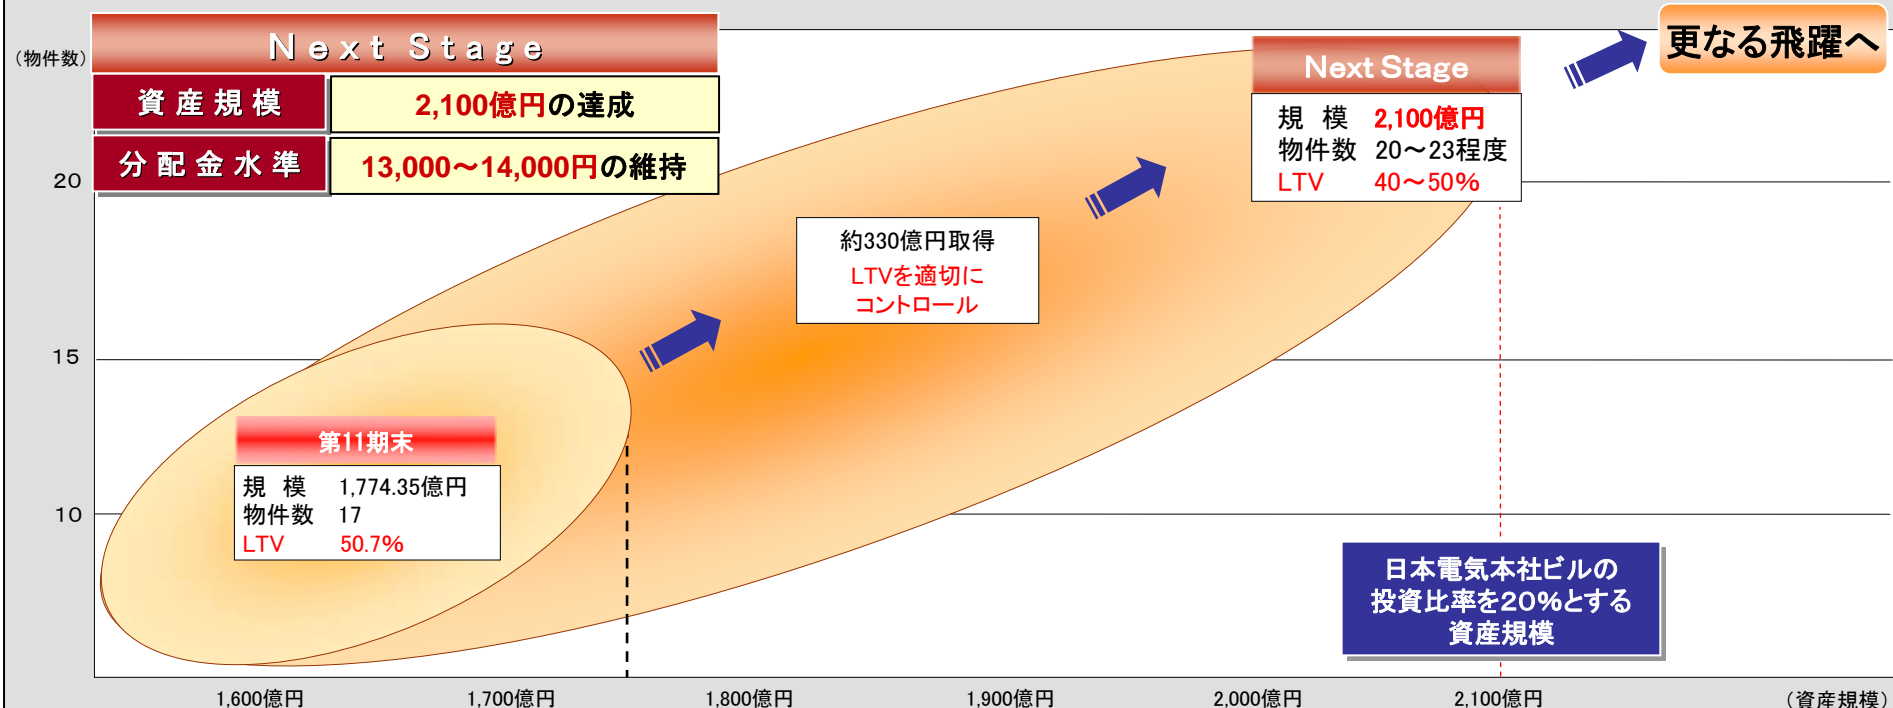 (物件数)
Next Stage
資産規模
2,100億円の達成
分配金水準
13,000～14,000円の維持
更なる飛躍へ
Next Stage
規 模 2,100億円
物件数 20～23程度
LTV 40～50%
20
約330億円取得
LTVを適切に
コントロール
15
第11期末
規 模 1,774.35億円
物件数 17
LTV 50.7%
10
日本電気本社ビルの
投資比率を20%とする
資産規模
1,600億円 1,700億円 1,800億円 1,900億円 2,000億円 2,100億円 (資産規模)